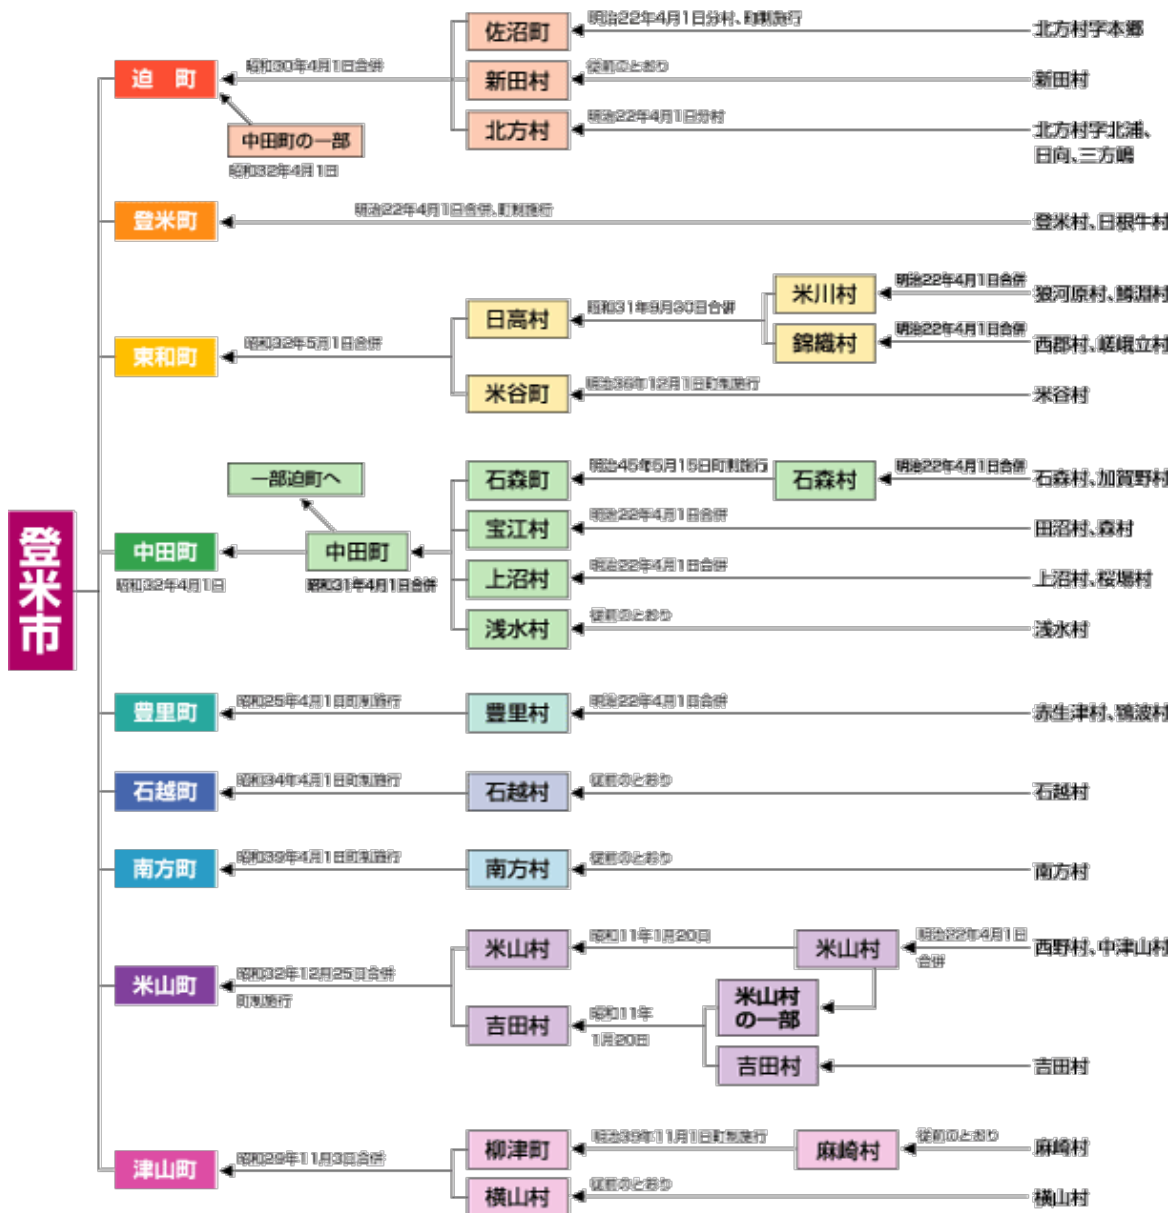 登米市
迫　町
昭和30年4月1日合併
佐沼町
明治22年4月1日分村、町制施行
北方村字本郷
新田村
従前のとおり
新田村
北方村
明治22年4月1日分村
北方村字北浦、
日向、三方嶋
中田町の一部
昭和32年4月1日
登米町
明治22年4月1日合併、町制施行
登米村、日根牛村
東和町
昭和32年5月1日合併
日高村
昭和31年9月30日合併
米川村
明治22年4月1日合併
狼河原村、鱒淵村
錦織村
明治22年4月1日合併
西郡村、嵯峨立村
米谷町
明治36年12月1日町制施行
米谷村
中田町
昭和32年4月1日
一部迫町へ
中田町
昭和31年4月1日合併
石森町
明治45年5月15日町制施行
石森村
明治22年4月1日合併
石森村、加賀野村
宝江村
明治22年4月1日合併
田沼村、森村
上沼村
明治22年4月1日合併
上沼村、桜場村
浅水村
従前のとおり
浅水村
豊里町
昭和25年4月1日町制施行
豊里村
明治22年4月1日合併
赤生津村、鴇波村
石越町
昭和34年4月1日町制施行
石越村
従前のとおり
石越村
南方町
昭和39年4月1日町制施行
南方村
従前のとおり
南方村
米山町
昭和32年12月25日合併
町制施行
米山村
昭和11年1月20日
米山村
明治22年4月1日
合併
西野村、中津山村
吉田村
昭和11年
1月20日
米山村
の一部
吉田村
吉田村
津山町
昭和29年11月3日合併
柳津町
明治39年11月1日町制施行
麻崎村
従前のとおり
麻崎村
横山村
従前のとおり
横山村